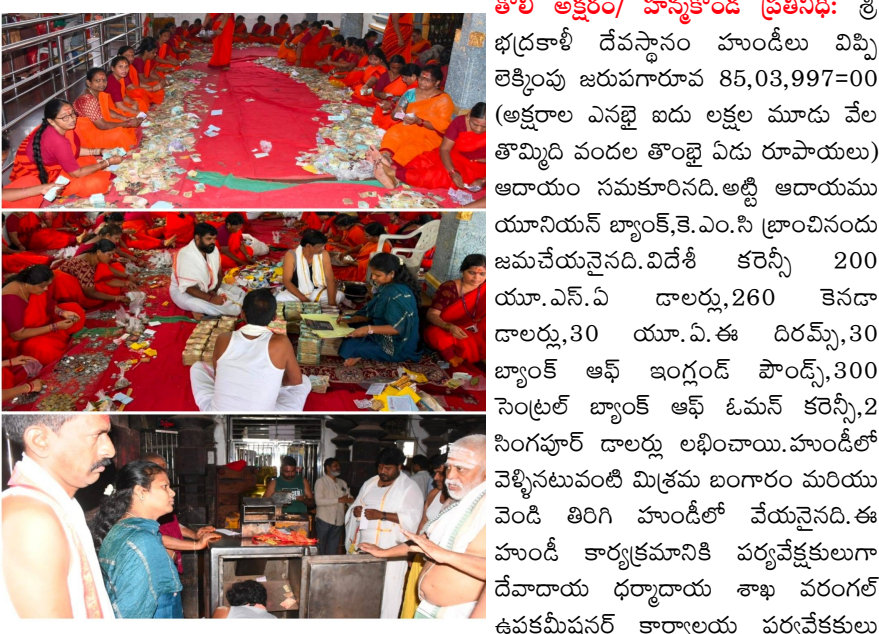 తొలి అక్షరం/ హన్మకొండ ప్రతినిధి: శ్రీ
భద్రకాళీ దేవస్థానం హుండీలు విప్పి
లెక్కింపు జరుపగారూవ 85,03,997=00
(అక్షరాల ఎనభై ఐదు లక్షల మూడు వేల
తొమ్మిది వందల తొంభై ఏడు రూపాయలు)
ఆదాయం సమకూరినది.అట్టి ఆదాయము
యూనియన్ బ్యాంక్,కె.ఎం.సి బ్రాంచినందు
జమచేయనైనది.విదేశీ కరెన్సీ 200
యూ.ఎస్.ఏ డాలర్లు,260 కెనడా
డాలర్లు,30 యూ.ఏ.ఈ దిరమ్స్,30
బ్యాంక్ ఆఫ్ ఇంగ్లండ్ పౌండ్స్,300
సెంట్రల్ బ్యాంక్ ఆఫ్ ఓమన్ కరెన్సీ,2
సింగపూర్ డాలర్లు లభించాయి.హుండీలో
వెళ్ళినటువంటి మిశ్రమ బంగారం మరియు
వెండి తిరిగి హుండీలో వేయనైనది.ఈ
హుండీ కార్యక్రమానికి పర్యవేక్షకులుగా
దేవాదాయ ధర్మాదాయ శాఖ వరంగల్
ఉపకమీషనర్ కార్యాలయ పర్యవేక్షకులు